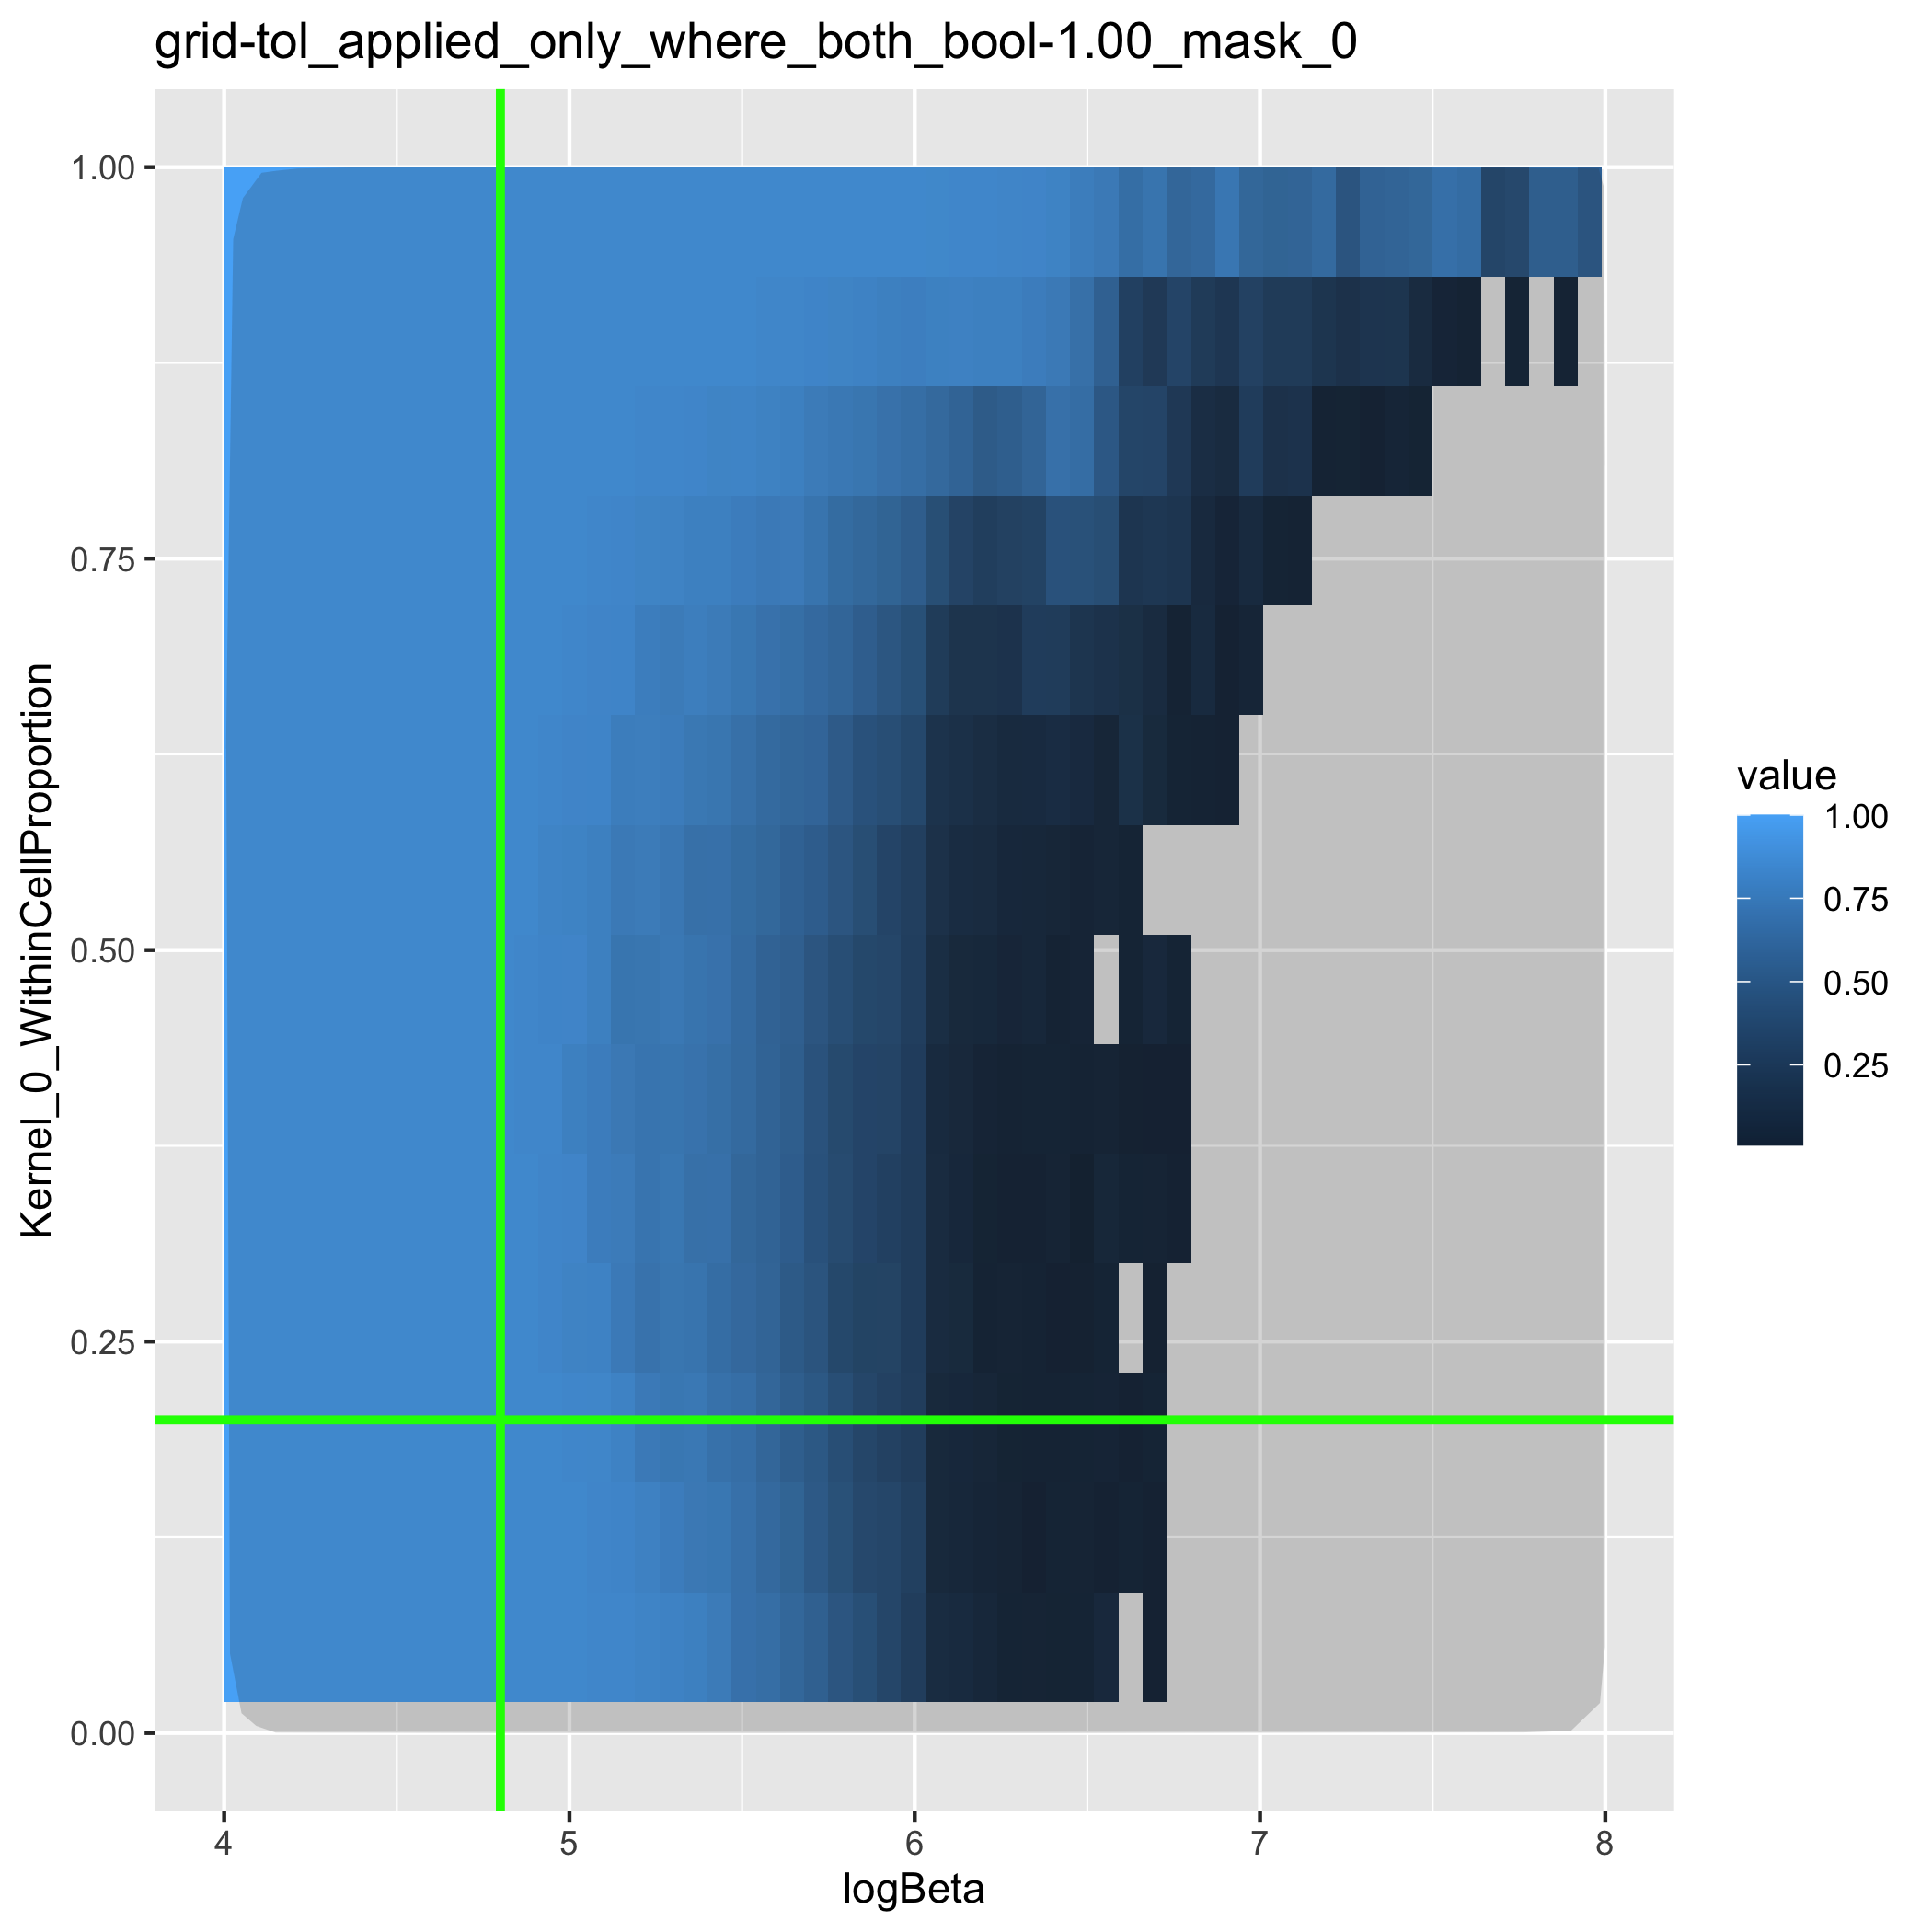 grid-tol_applied_only_where_both_bool-1.00_mask_0
1.00
0.75
0.50
0.25
0.00
Kernel_0_WithinCellProportion
4 5 6 7 8
logBeta
value
1.00
0.75
0.50
0.25